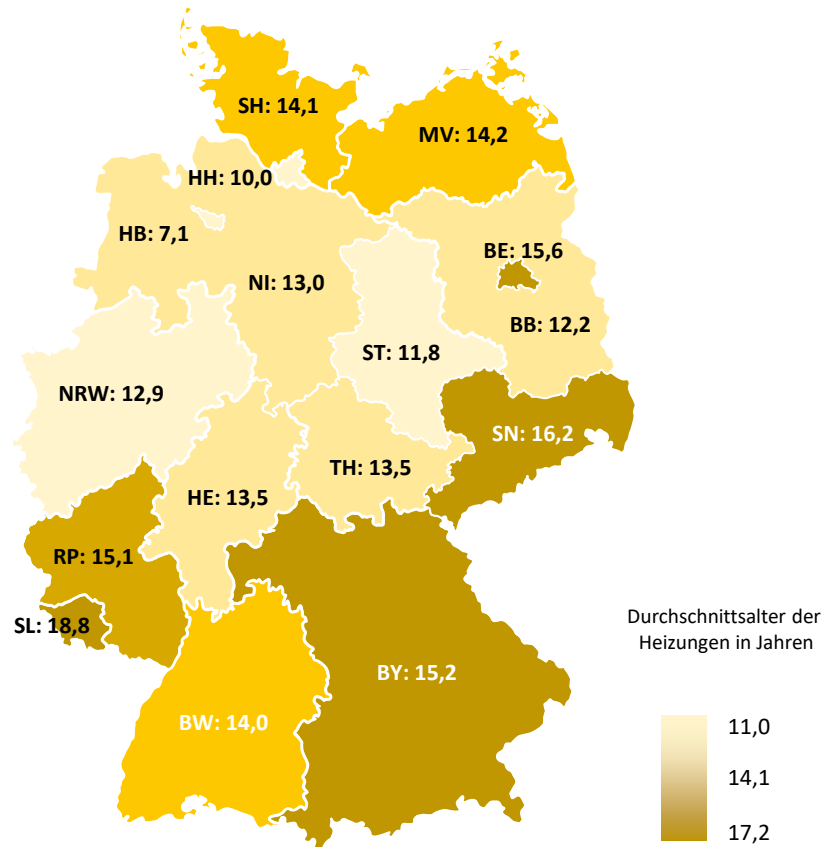 SH: 14,1
MV: 14,2
HH: 10,0
HB: 7,1
BE: 15,6
NI: 13,0
BB: 12,2
ST: 11,8
NRW: 12,9
SN: 16,2
TH: 13,5
HE: 13,5
RP: 15,1
SL: 18,8
BY: 15,2
BW: 14,0
Durchschnittsalter der
Heizungen in Jahren
11,0
14,1
17,2